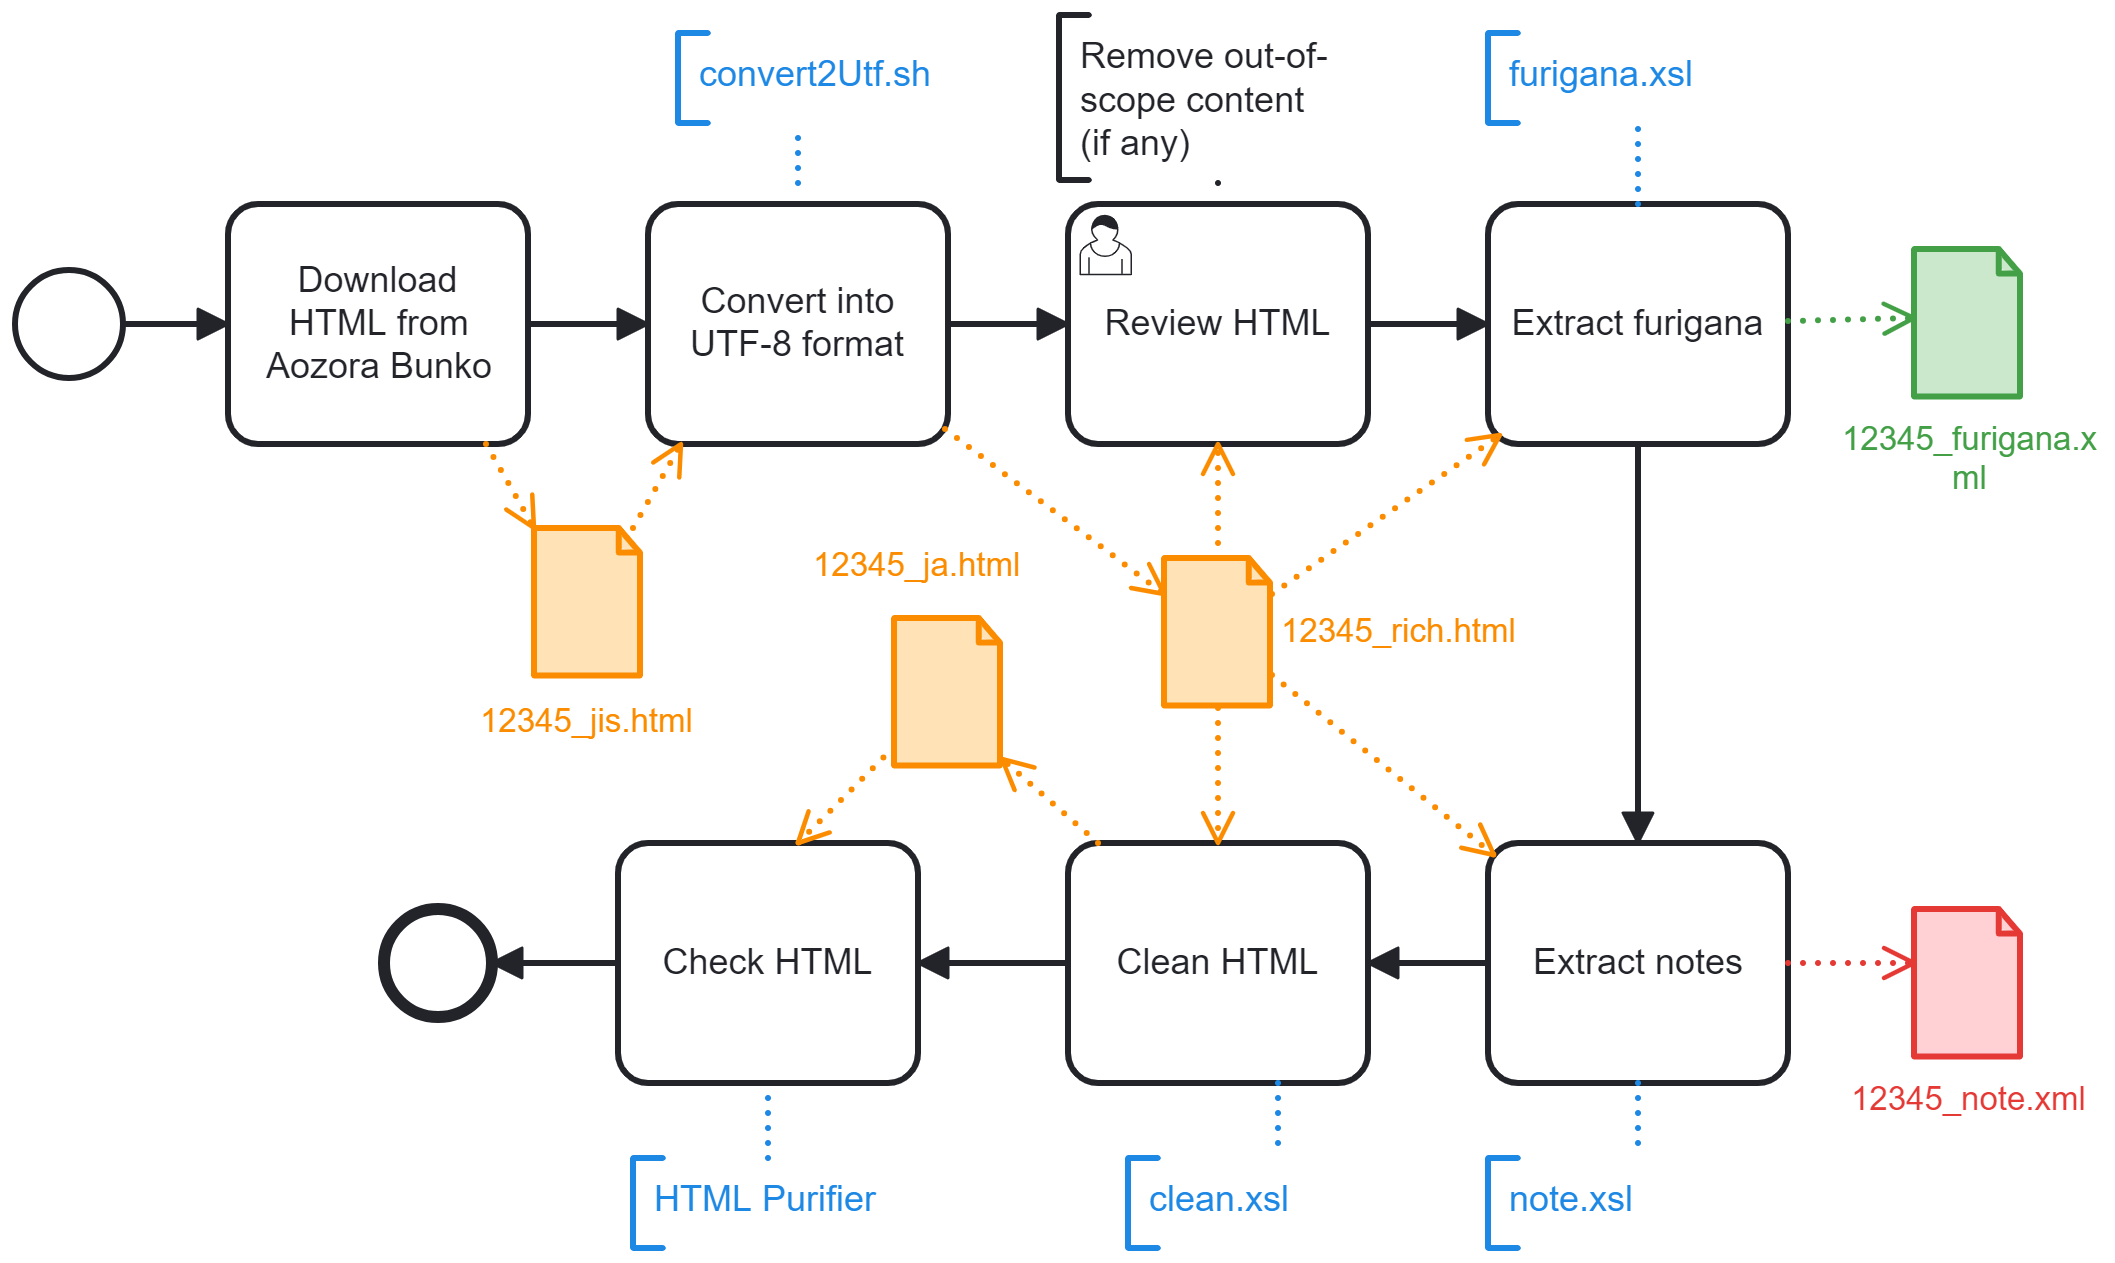 convert2Utf.sh
Remove out-of-
scope content
(if any)
furigana.xsl
Download
HTML from
Aozora Bunko
Convert into
UTF-8 format
Review HTML
Extract furigana
12345_furigana.x
ml
12345_jis.html
12345_ja.html
12345_rich.html
Check HTML
Clean HTML
Extract notes
12345_note.xml
HTML Purifier
clean.xsl
note.xsl